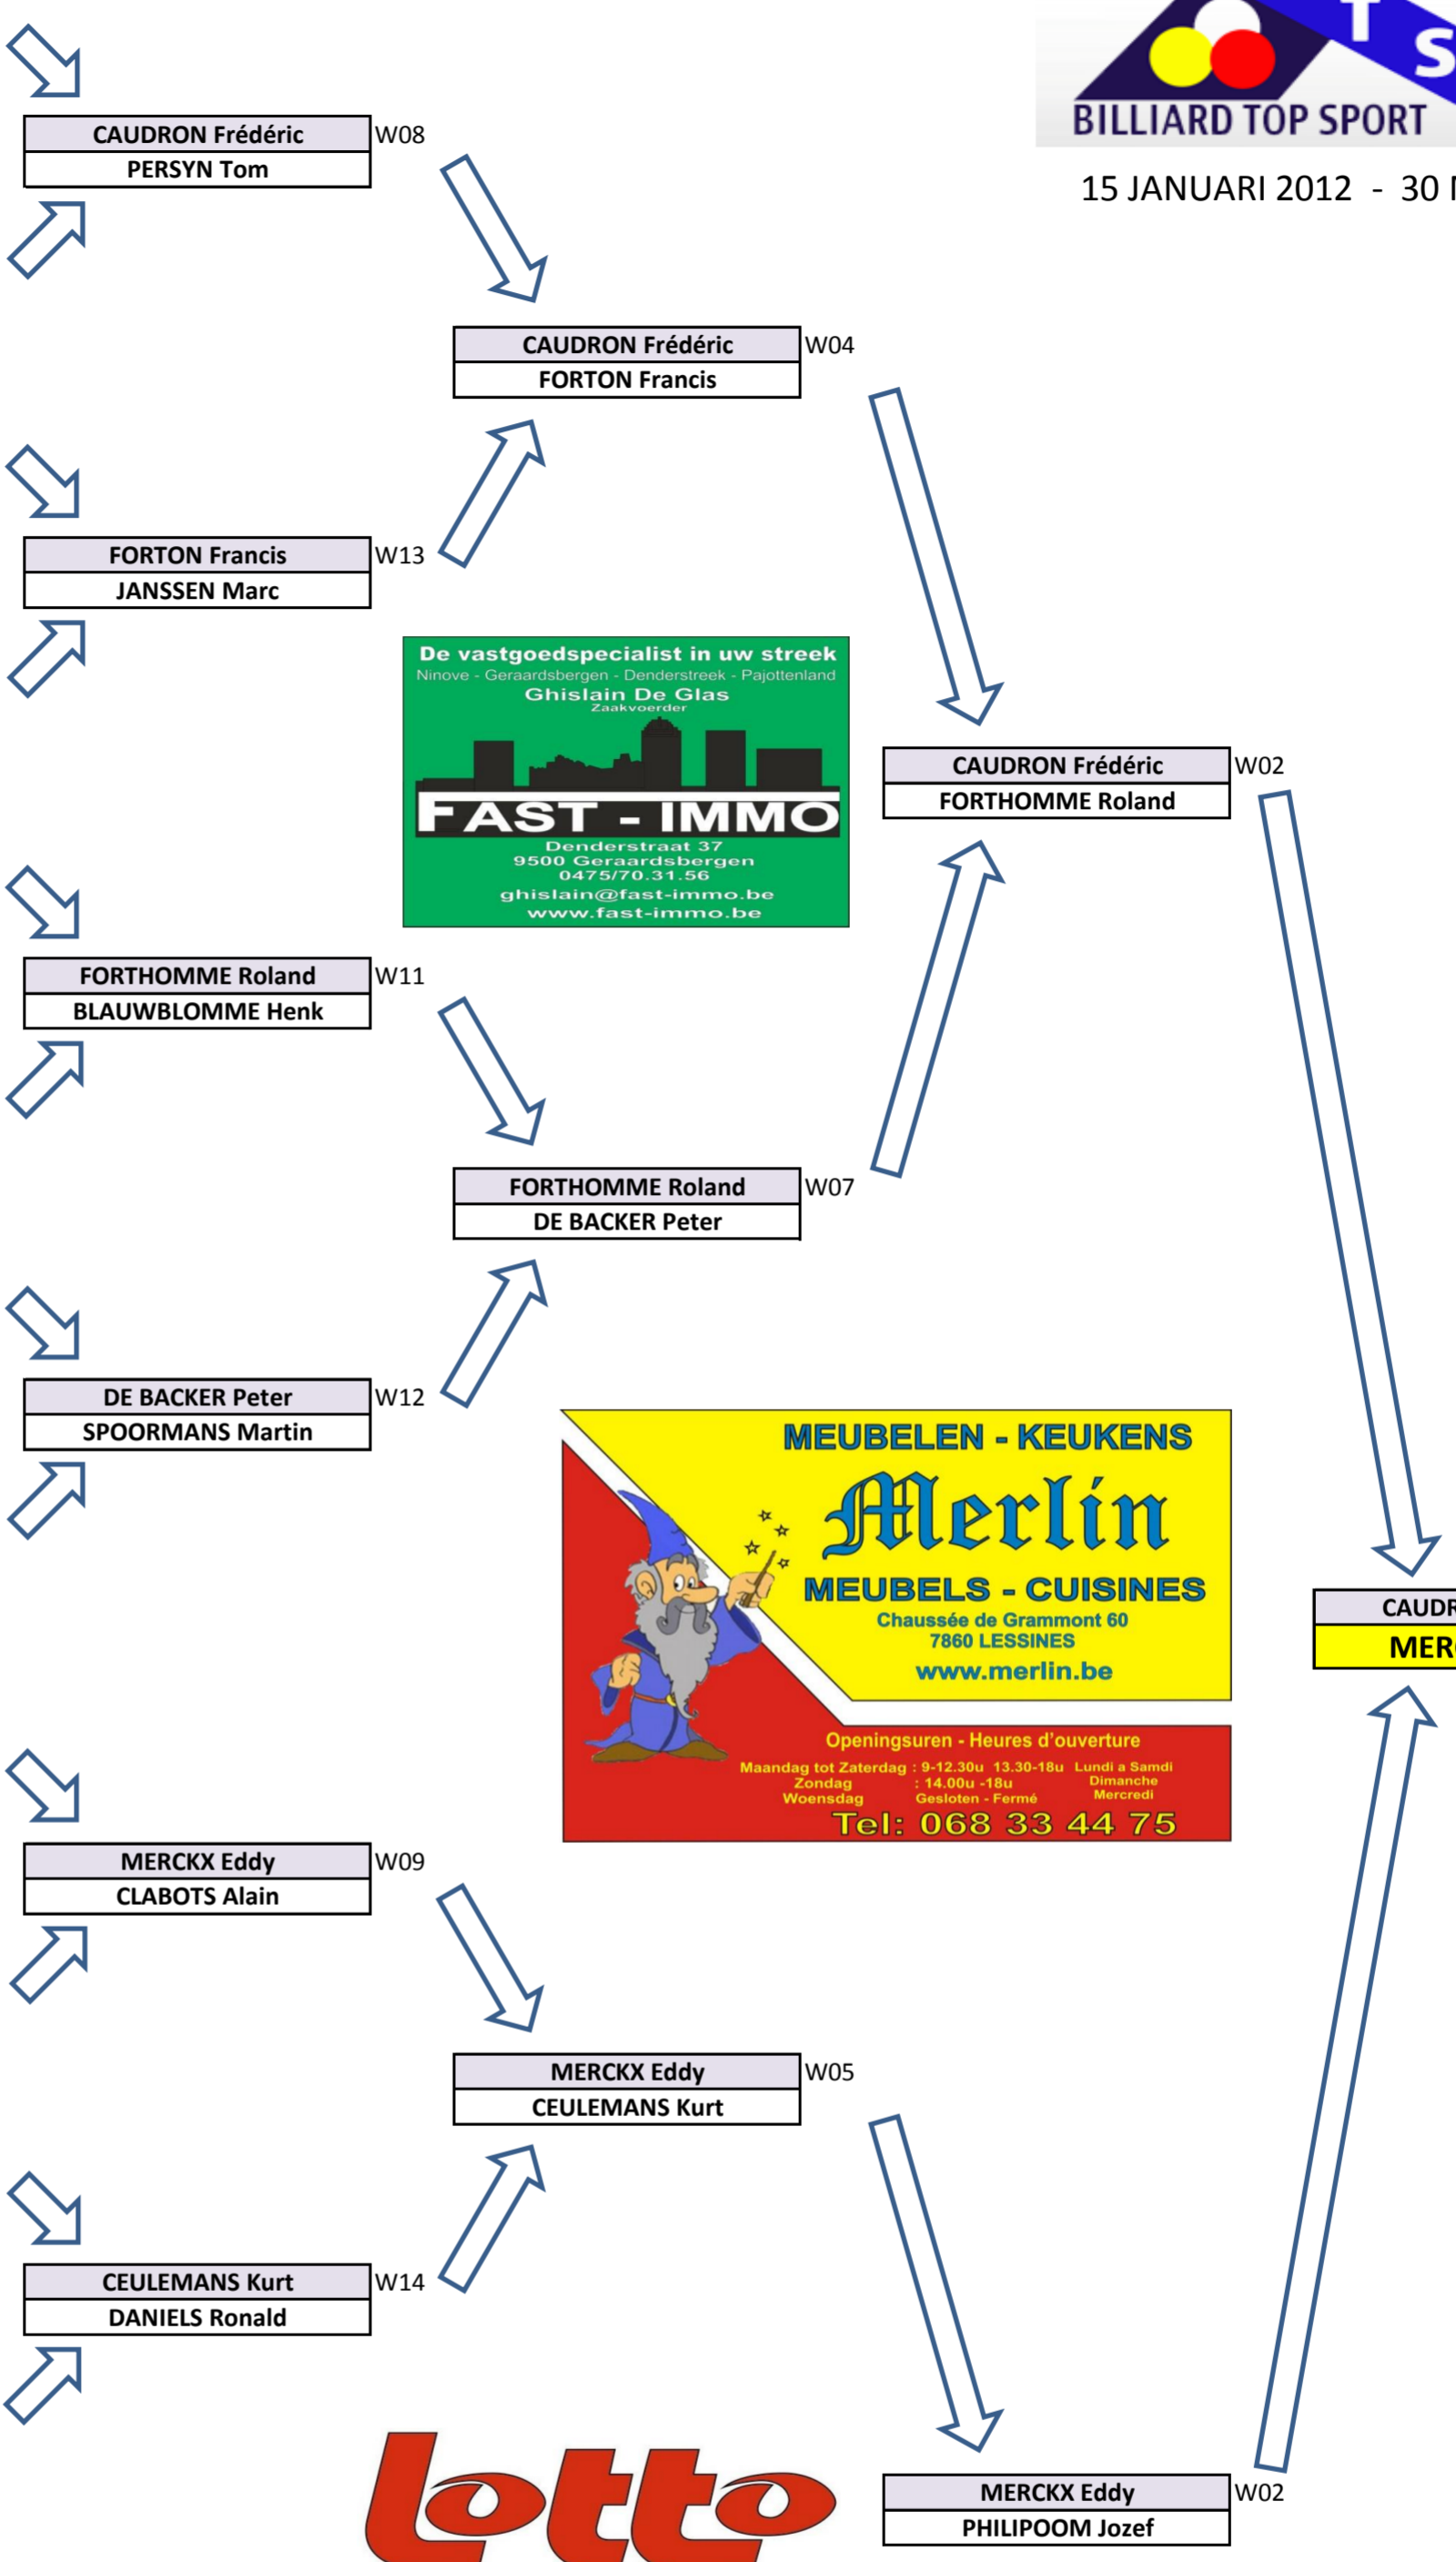 T S
BILLIARD TOP SPORT
15 JANUARI 2012 - 30
CAUDRON Frédéric W08
PERSYN Tom
CAUDRON Frédéric W04
FORTON Francis
FORTON Francis W13
JANSSEN Marc
De vastgoedspecialist in uw streek
Ninove - Geraardsbergen - Denderstreek - Pajottenland
Ghislain De Glas
Zaakvoerder
FAST - IMMO
Denderstraat 37
9500 Geraardsbergen
0475/70.31.56
ghislain@fast-immo.be
www.fast-immo.be
CAUDRON Frédéric W02
FORTHOMME Roland
FORTHOMME Roland W11
BLAUWBLOMME Henk
FORTHOMME Roland W07
DE BACKER Peter
DE BACKER Peter W12
SPOORMANS Martin
MEUBELEN - KEUKENS
Merlin
MEUBELS - CUISINES
Chaussée de Grammont 60
7860 LESSINES
www.merlin.be
Openingsuren - Heures d'ouverture
Maandag tot Zaterdag : 9-12.30u 13.30-18u Lundi a Samdi
Zondag : 14.00u -18u Dimanche
Woensdag Gesloten - Fermé Mercredi
Tel: 068 33 44 75
CAUDR
MER
MERCKX Eddy W09
CLABOTS Alain
MERCKX Eddy W05
CEULEMANS Kurt
CEULEMANS Kurt W14
DANIELS Ronald
Lotto
MERCKX Eddy W02
PHILIPOOM Jozef